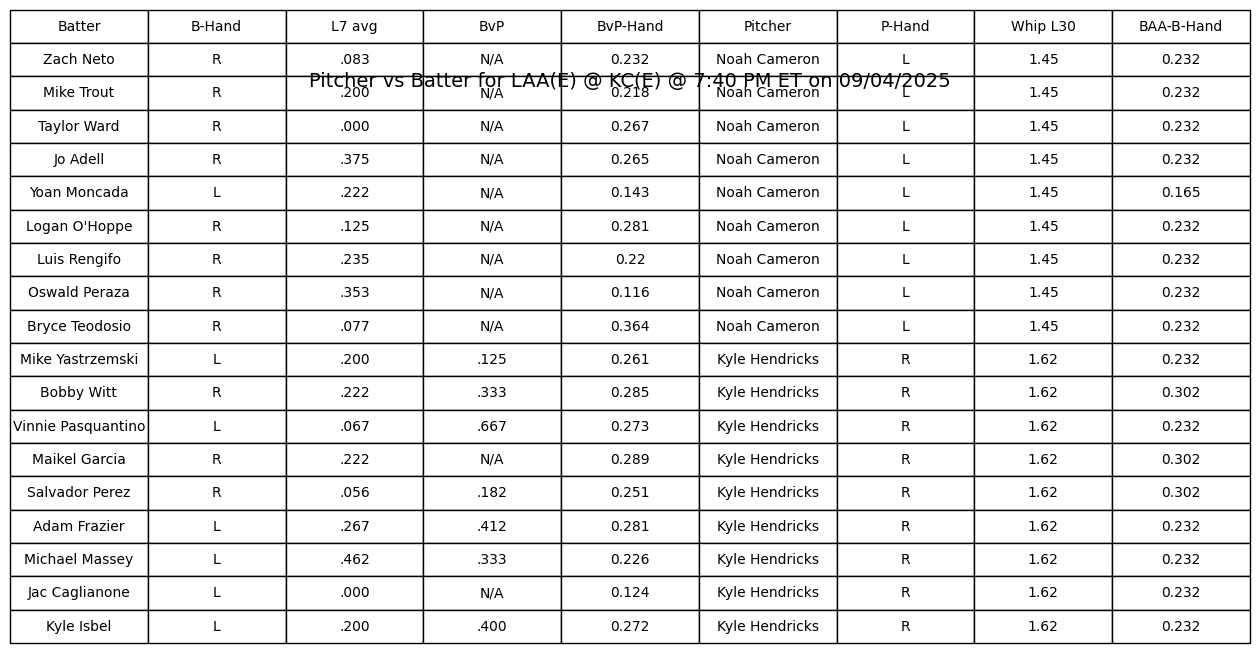 Batter B-Hand L7 avg BvP BvP-Hand Pitcher P-Hand Whip L30 BAA-B-Hand
Zach Neto R .083 N/A 0.232 Noah Cameron L 1.45 0.232
Pitcher vs Batter for LAA(E) @ KC(E) @ 7:40 PM ET on 09/04/2025
Mike Trout R .200 N/A 0.218 Noah Cameron L 1.45 0.232
Taylor Ward R .000 N/A 0.267 Noah Cameron L 1.45 0.232
Jo Adell R .375 N/A 0.265 Noah Cameron L 1.45 0.232
Yoan Moncada L .222 N/A 0.143 Noah Cameron L 1.45 0.165
Logan O'Hoppe R .125 N/A 0.281 Noah Cameron L 1.45 0.232
Luis Rengifo R .235 N/A 0.22 Noah Cameron L 1.45 0.232
Oswald Peraza R .353 N/A 0.116 Noah Cameron L 1.45 0.232
Bryce Teodosio R .077 N/A 0.364 Noah Cameron L 1.45 0.232
Mike Yastrzemski L .200 .125 0.261 Kyle Hendricks R 1.62 0.232
Bobby Witt R .222 .333 0.285 Kyle Hendricks R 1.62 0.302
Vinnie Pasquantino L .067 .667 0.273 Kyle Hendricks R 1.62 0.232
Maikel Garcia R .222 N/A 0.289 Kyle Hendricks R 1.62 0.302
Salvador Perez R .056 .182 0.251 Kyle Hendricks R 1.62 0.302
Adam Frazier L .267 .412 0.281 Kyle Hendricks R 1.62 0.232
Michael Massey L .462 .333 0.226 Kyle Hendricks R 1.62 0.232
Jac Caglianone L .000 N/A 0.124 Kyle Hendricks R 1.62 0.232
Kyle Isbel L .200 .400 0.272 Kyle Hendricks R 1.62 0.232